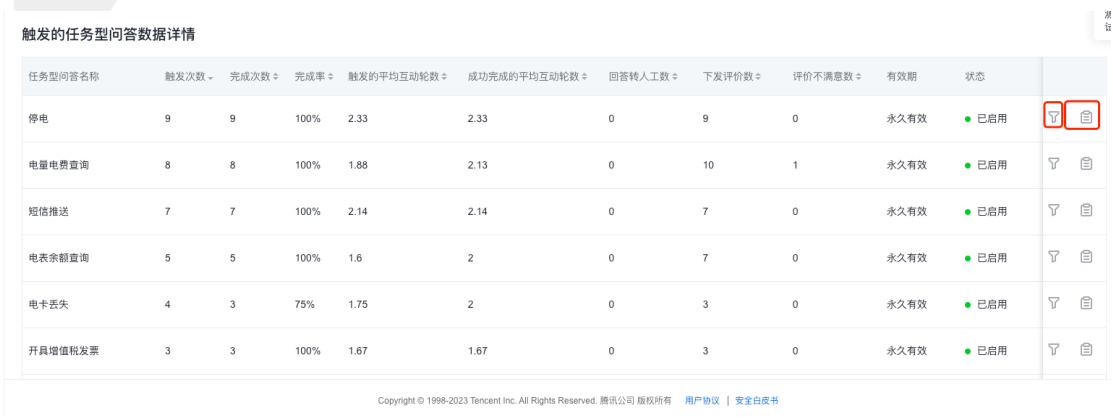 测
试
触发的任务型问答数据详情
任务型问答名称 触发次数 完成次数 完成率 触发的平均互动轮数 成功完成的平均互动轮数 回答转人工数 下发评价数 评价不满意数 有效期 状态
停电 9 9 100% 2.33 2.33 0 9 0 永久有效 已启用
电量电费查询 8 8 100% 1.88 2.13 0 10 1 永久有效 已启用
短信推送 7 7 100% 2.14 2.14 0 7 0 永久有效 已启用
电表余额查询 5 5 100% 1.6 2 0 7 0 永久有效 已启用
电卡丢失 4 3 75% 1.75 2 0 3 0 永久有效 已启用
开具增值税发票 3 3 100% 1.67 1.67 0 3 0 永久有效 已启用
Copyright © 1998-2023 Tencent Inc. All Rights Reserved. 腾讯公司 版权所有 用户协议 | 安全白皮书